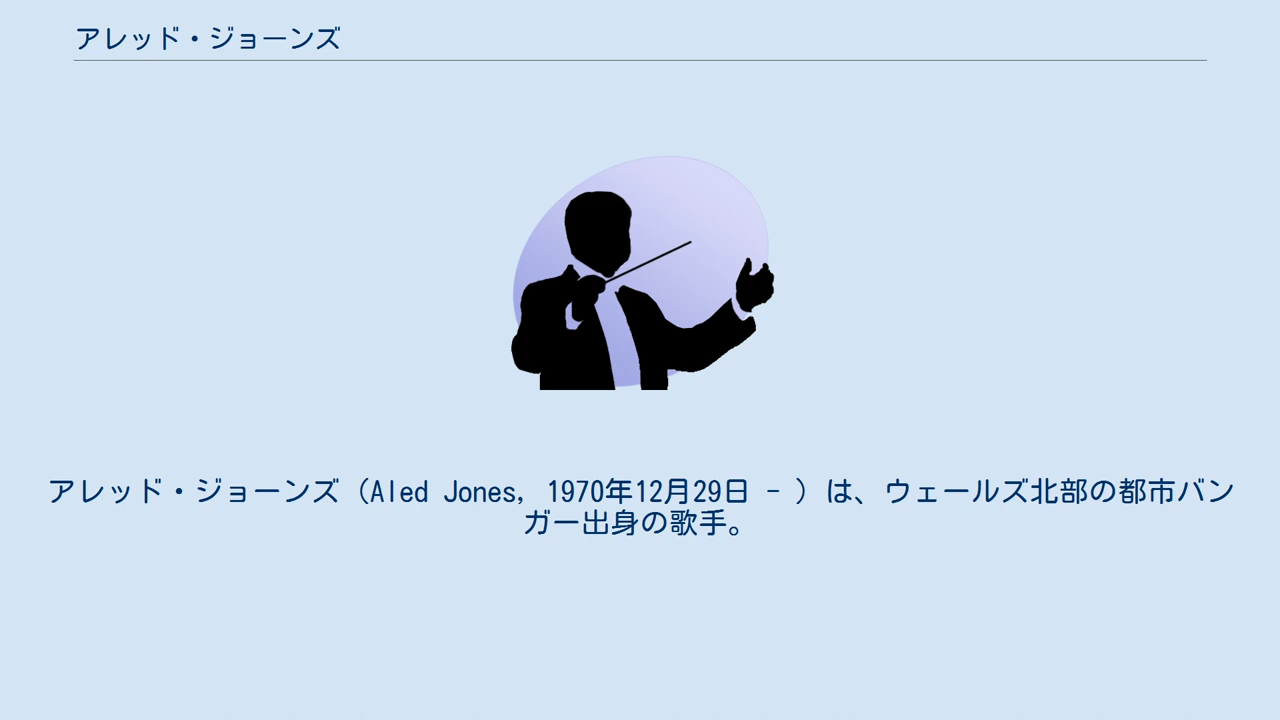 アレッド・ジョーンズ
アレッド・ジョーンズ（Aled Jones, 1970年12月29日 - ）は、ウェールズ北部の都市バン
ガー出身の歌手。